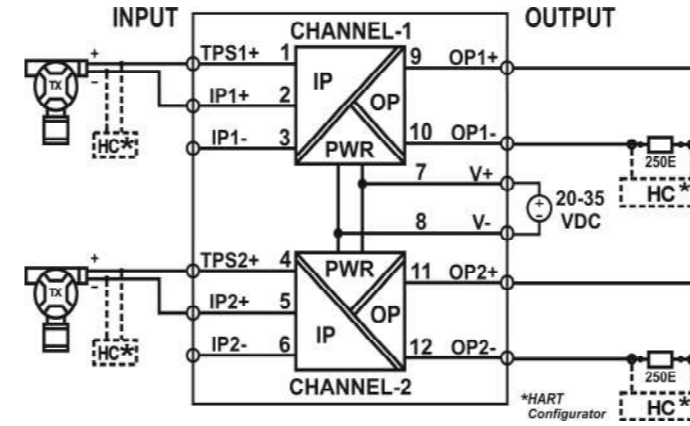 INPUT
OUTPUT
CHANNEL-1
+ TPS1+ 1 9 OP1+
TX
IP
OP
- IP1+ 2
HC*
IP1- 3 10 OP1-
PWR
250E
7 V+
HC*
+
-
20-35
VDC
8 V-
+ TPS2+ 4
PWR
11 OP2+
TX
- IP2+ 5
OP
IP
HC*
IP2- 6 12 OP2-
250E
CHANNEL-2
*HART
Configurator
HC*